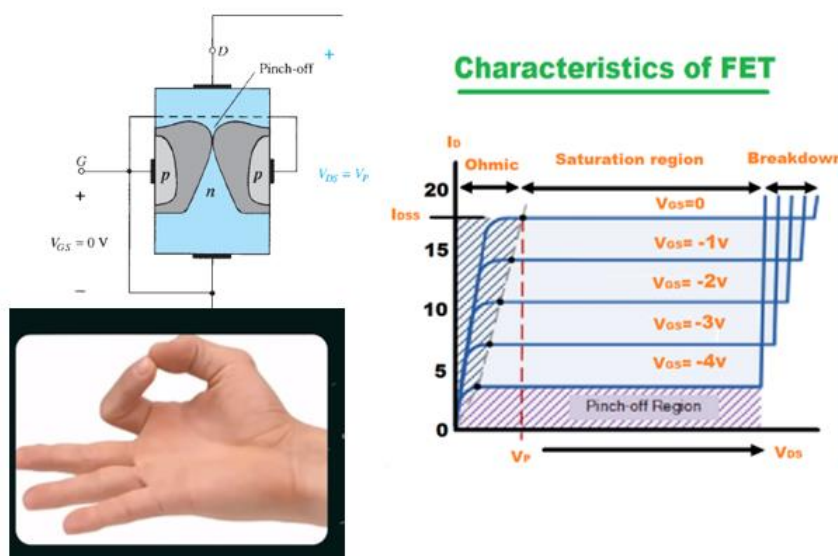 D
+
Pinch-off
G
p
p
n
+
V_DS = V_P
V_GS = 0 V
−
Characteristics of FET
I_D
Ohmic
Saturation region
Breakdown
20
I_DSS
15
10
5
0
V_GS=0
V_GS= -1v
V_GS= -2v
V_GS= -3v
V_GS= -4v
Pinch-off Region
V_P
V_DS